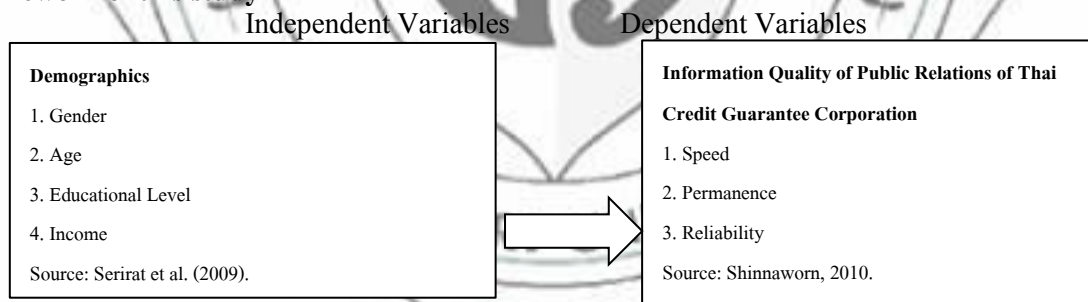 Independent Variables Dependent Variables
Demographics
1. Gender
2. Age
3. Educational Level
4. Income
Source: Serirat et al. (2009).
Information Quality of Public Relations of Thai
Credit Guarantee Corporation
1. Speed
2. Permanence
3. Reliability
Source: Shinnaworn, 2010.